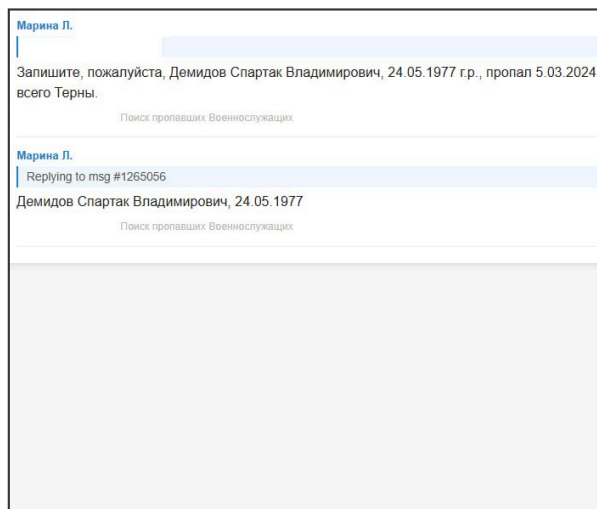 Марина Л.
Запишите, пожалуйста, Демидов Спартак Владимирович, 24.05.1977 г.р., пропал 5.03.2024
всего Терны.
Поиск пропавших Военнослужащих
Марина Л.
Replying to msg #1265056
Демидов Спартак Владимирович, 24.05.1977
Поиск пропавших Военнослужащих